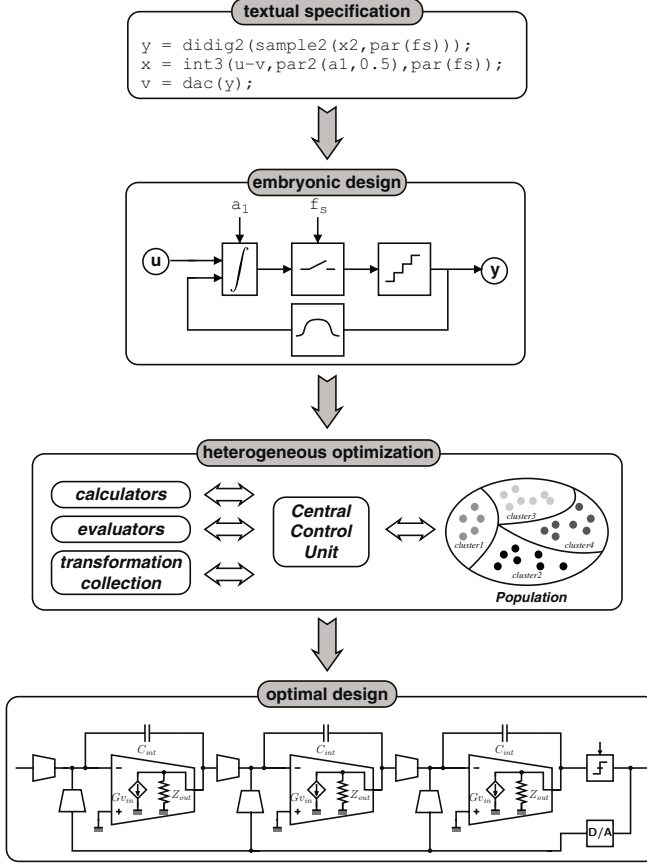 textual specification
y = didig2(sample2(x2,par(fs)));
x = int3(u-v,par2(a1,0.5),par(fs));
v = dac(y);
embryonic design
a1 fs
u
y
heterogeneous optimization
calculators
evaluators
transformation
collection
Central
Control
Unit
cluster1
cluster3
cluster4
cluster2
Population
optimal design
Cint Cint Cint
− − −
Gvin Zout Gvin Zout Gvin Zout
+ + +
D/A